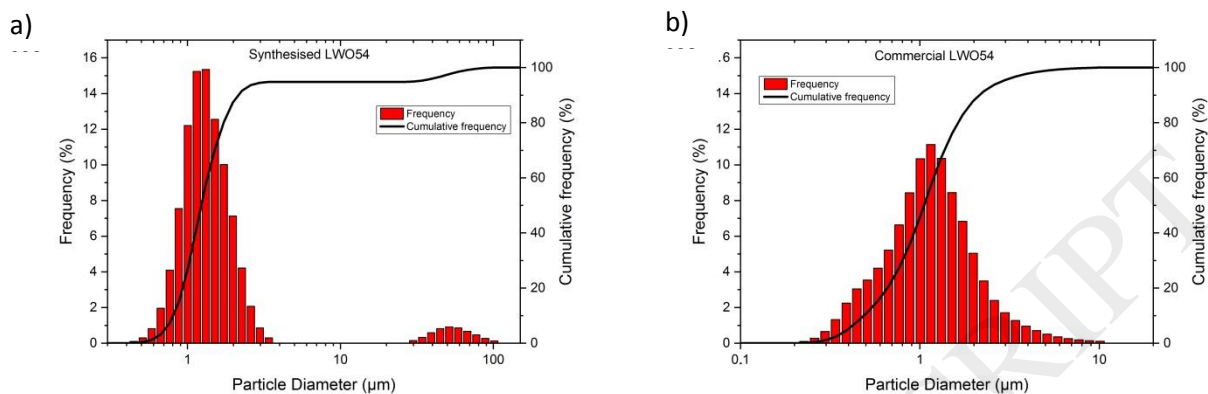 a)
Synthesised LWO54
Frequency
Cumulative frequency
Frequency (%)
16
14
12
10
8
6
4
2
0
100
80
60
40
20
0
Cumulative frequency (%)
1
10
100
Particle Diameter (µm)
b)
Commercial LWO54
Frequency
Cumulative frequency
Frequency (%)
.6
14
12
10
8
6
4
2
0
100
80
60
40
20
0
Cumulative frequency (%)
0.1
1
10
Particle Diameter (µm)
RIPT